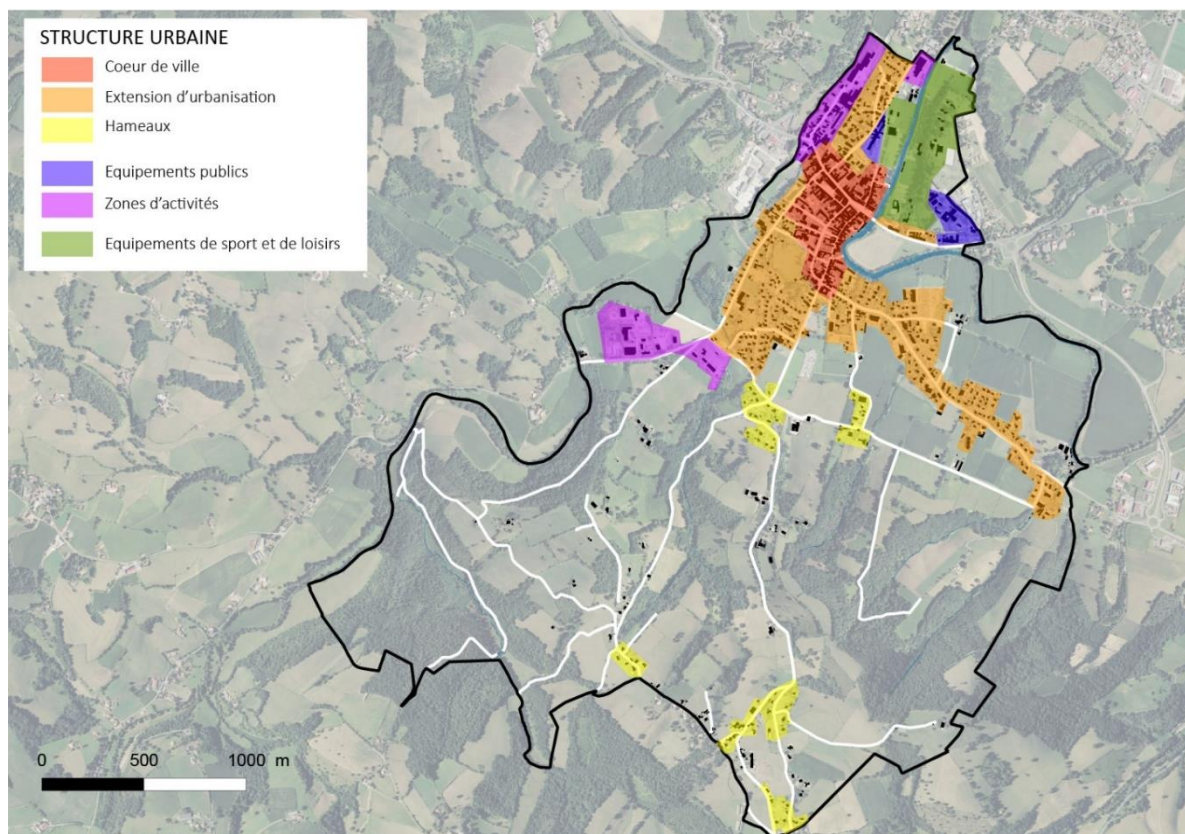 STRUCTURE URBAINE
Coeur de ville
Extension d'urbanisation
Hameaux
Equipements publics
Zones d'activités
Equipements de sport et de loisirs
0 500 1000 m